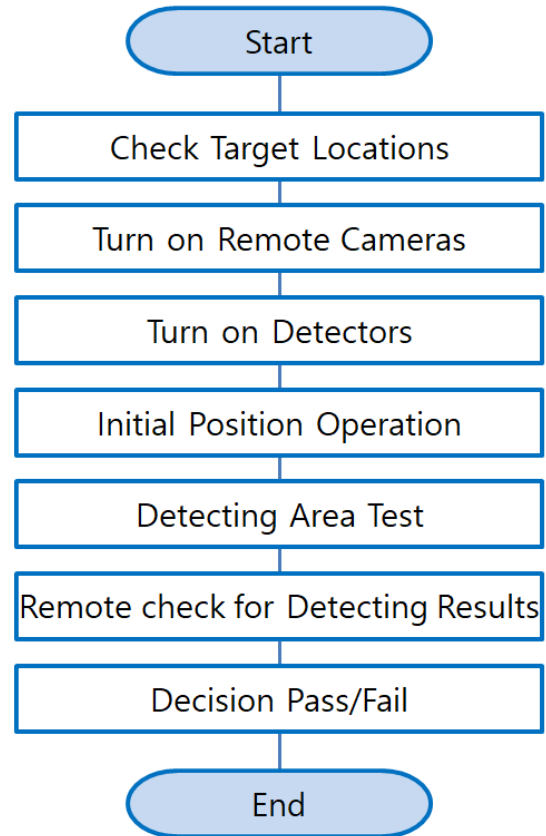 Start
Check Target Locations
Turn on Remote Cameras
Turn on Detectors
Initial Position Operation
Detecting Area Test
Remote check for Detecting Results
Decision Pass/Fail
End